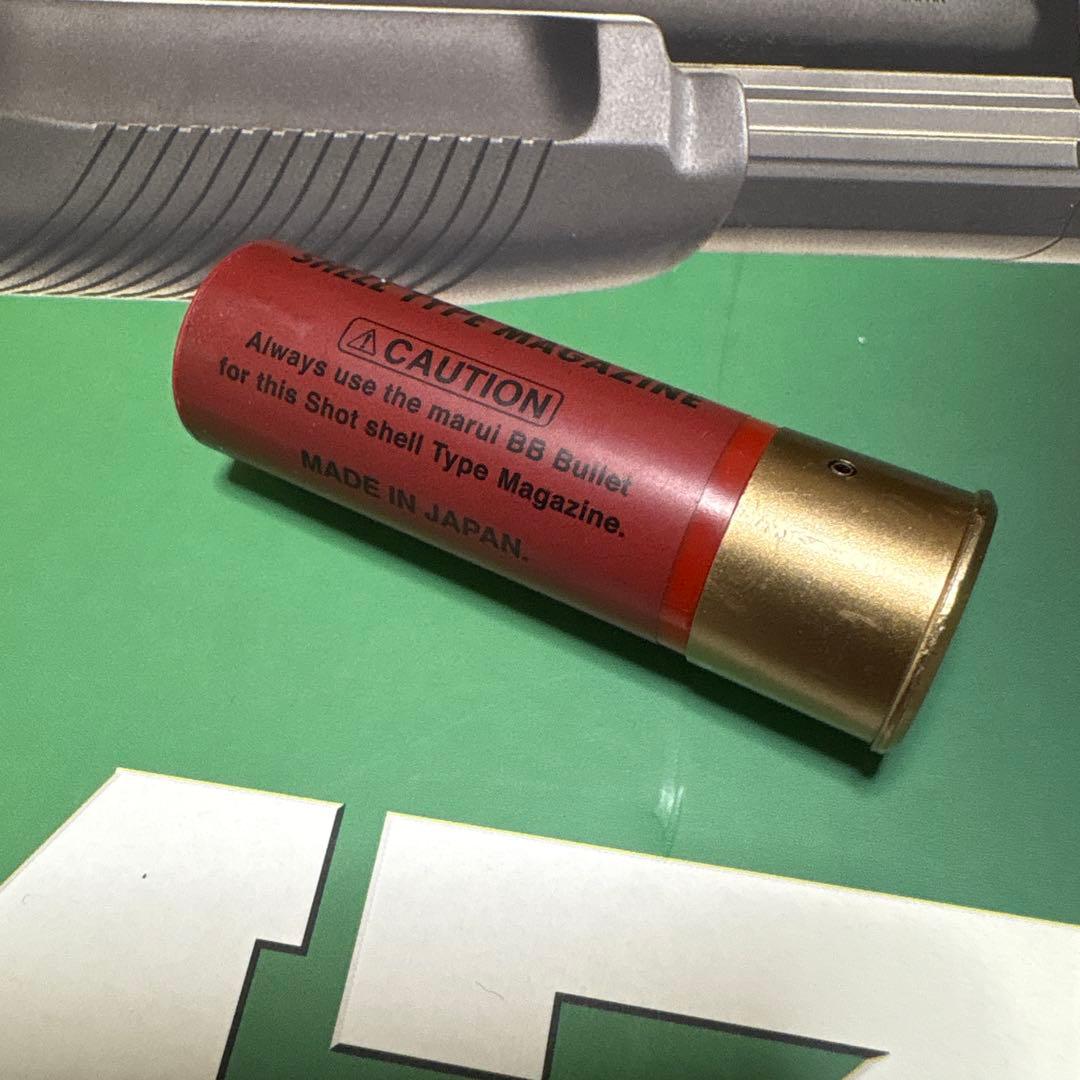 SHELL TYPE MAGAZINE
⚠CAUTION
Always use the marui BB Bullet
for this Shot shell Type Magazine.
MADE IN JAPAN.